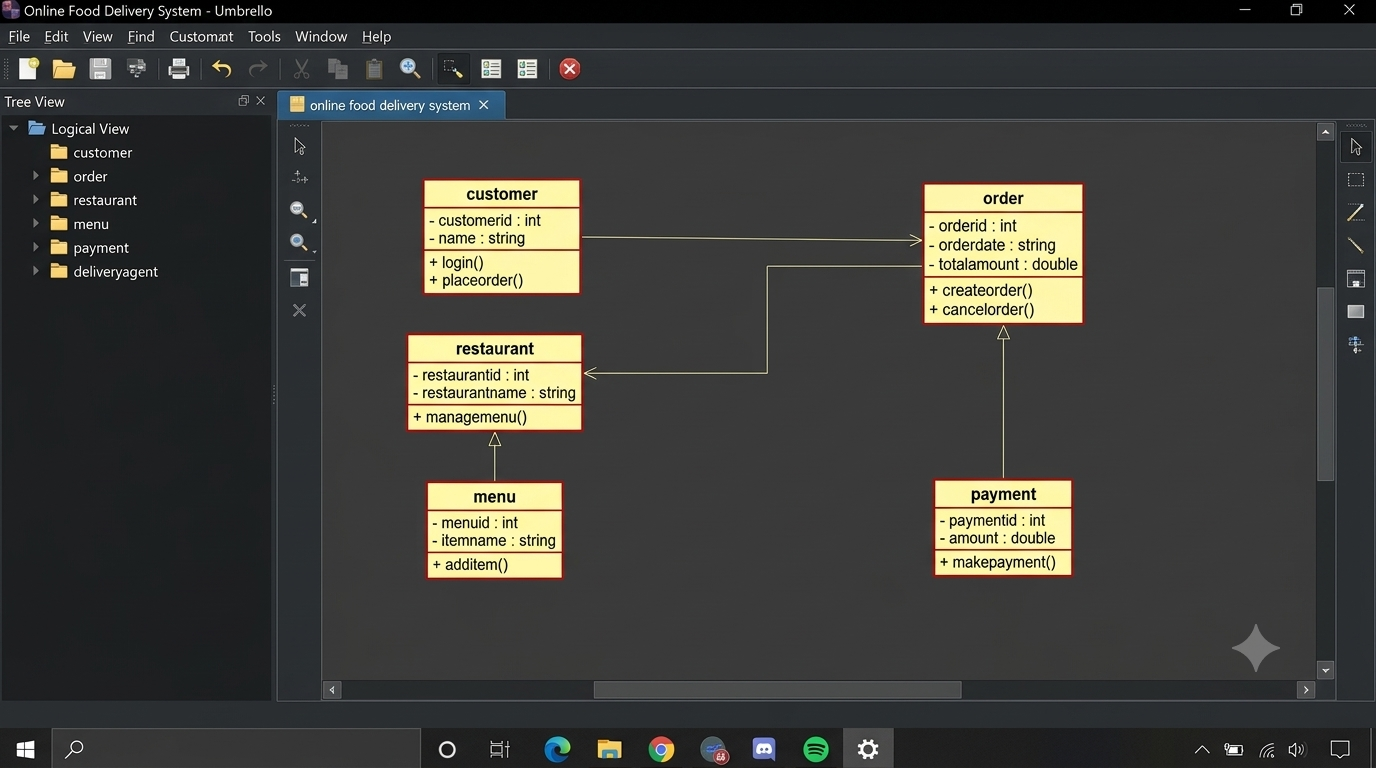 Online Food Delivery System - Umbrello
File Edit View Find Customart Tools Window Help
Tree View
online food delivery system
Logical View
customer
order
restaurant
menu
payment
deliveryagent
customer
- customerid : int
- name : string
+ login()
+ placeorder()
order
- orderid : int
- orderdate : string
- totalamount : double
+ createorder()
+ cancelorder()
restaurant
- restaurantid : int
- restaurantname : string
+ managemenu()
menu
- menuid : int
- itemname : string
+ additem()
payment
- paymentid : int
- amount : double
+ makepayment()